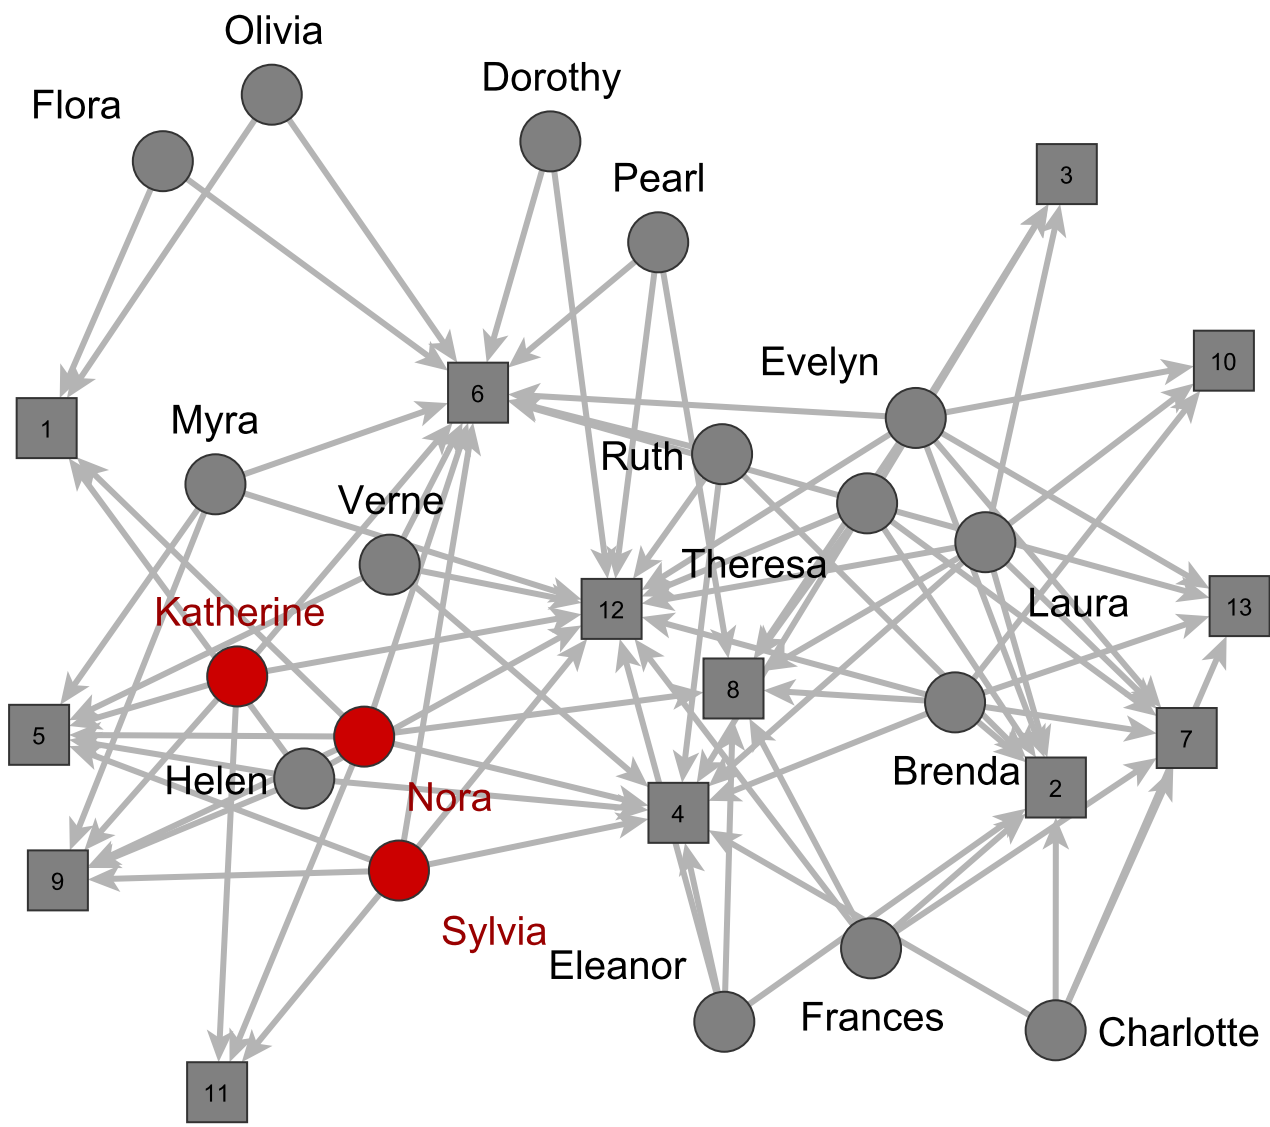 Olivia
Dorothy
Flora
3
Pearl
10
Evelyn
6
1
Myra
Ruth
Verne
Theresa
12
Laura
13
Katherine
8
5
7
Helen
Brenda
Nora
2
4
9
Sylvia
Eleanor
Frances
Charlotte
11